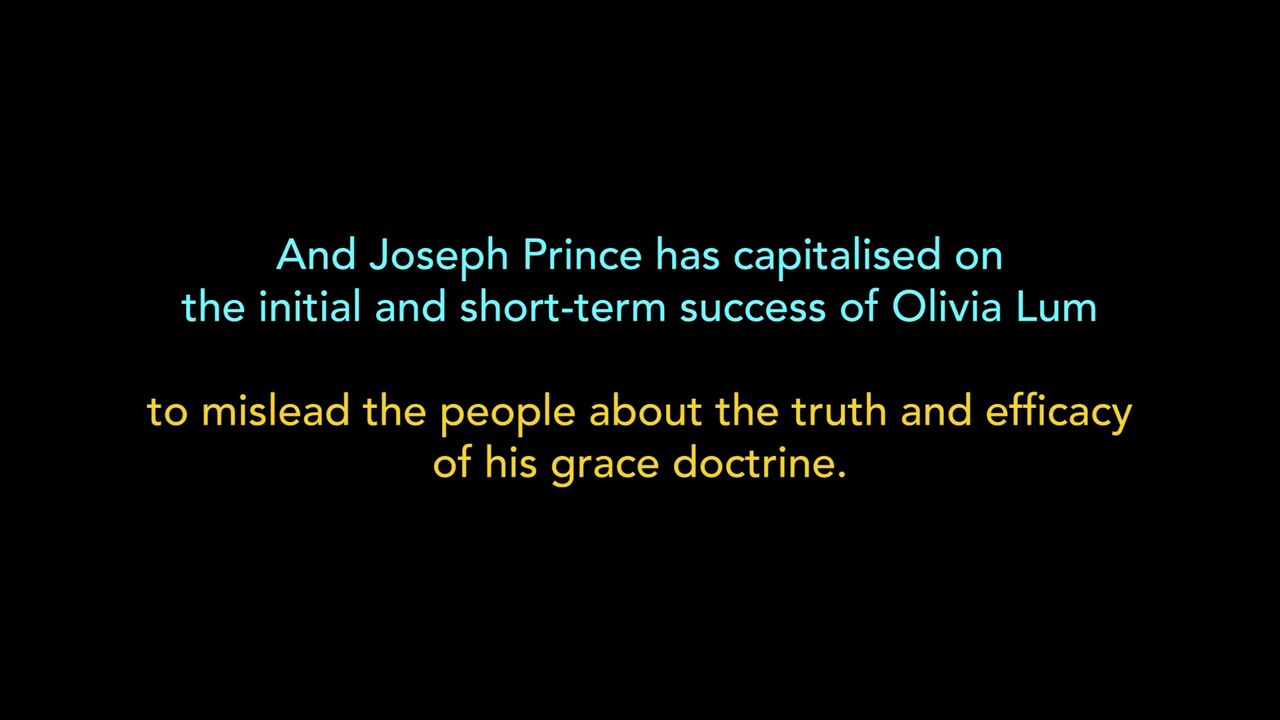 And Joseph Prince has capitalised on
the initial and short-term success of Olivia Lum
to mislead the people about the truth and efficacy
of his grace doctrine.